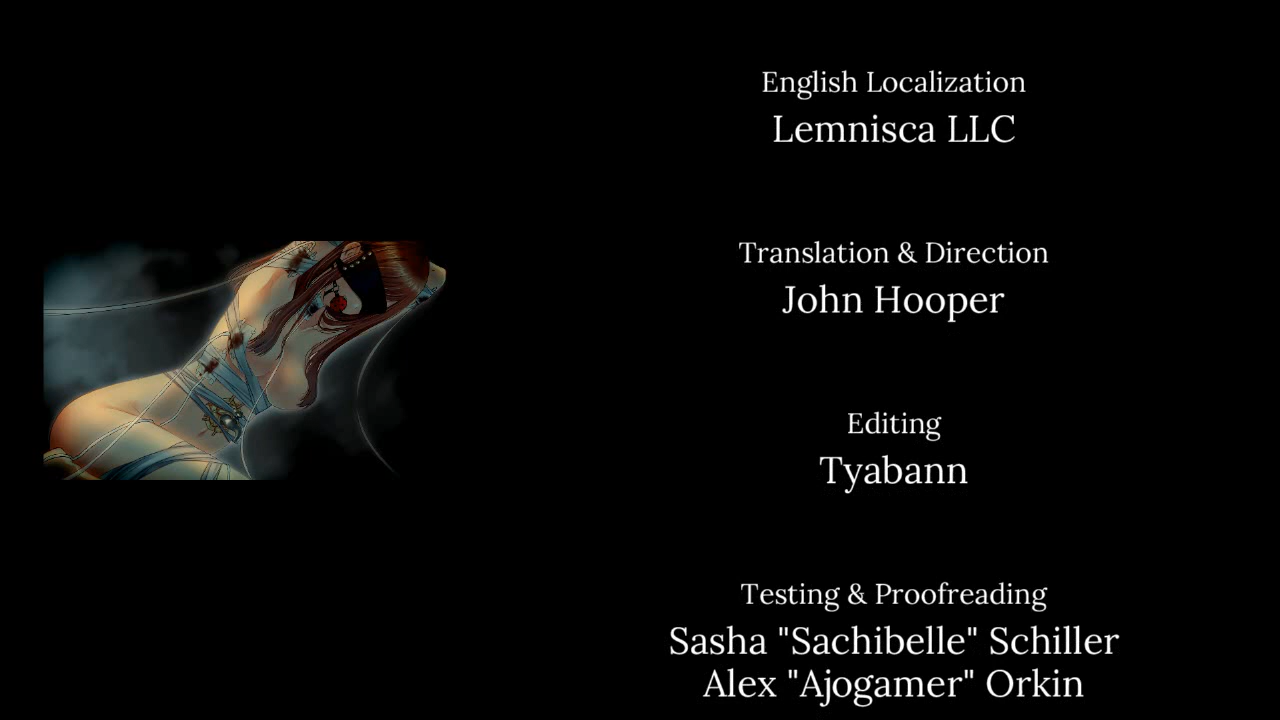 English Localization
Lemnisca LLC
Translation & Direction
John Hooper
Editing
Tyabann
Testing & Proofreading
Sasha "Sachibelle" Schiller
Alex "Ajogamer" Orkin